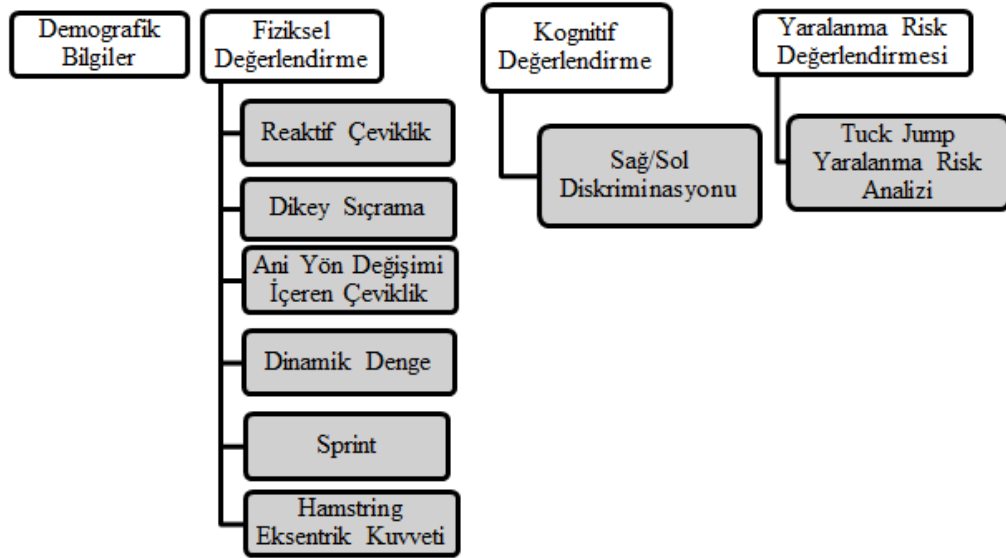 Demografik
Bilgiler
Fiziksel
Değerlendirme
Reaktif Çeviklik
Dikey Sıçrama
Ani Yön Değişimi
İçeren Çeviklik
Dinamik Denge
Sprint
Hamstring
Eksentrik Kuvveti
Kognitif
Değerlendirme
Sağ/Sol
Diskriminasyonu
Yaralanma Risk
Değerlendirmesi
Tuck Jump
Yaralanma Risk
Analizi